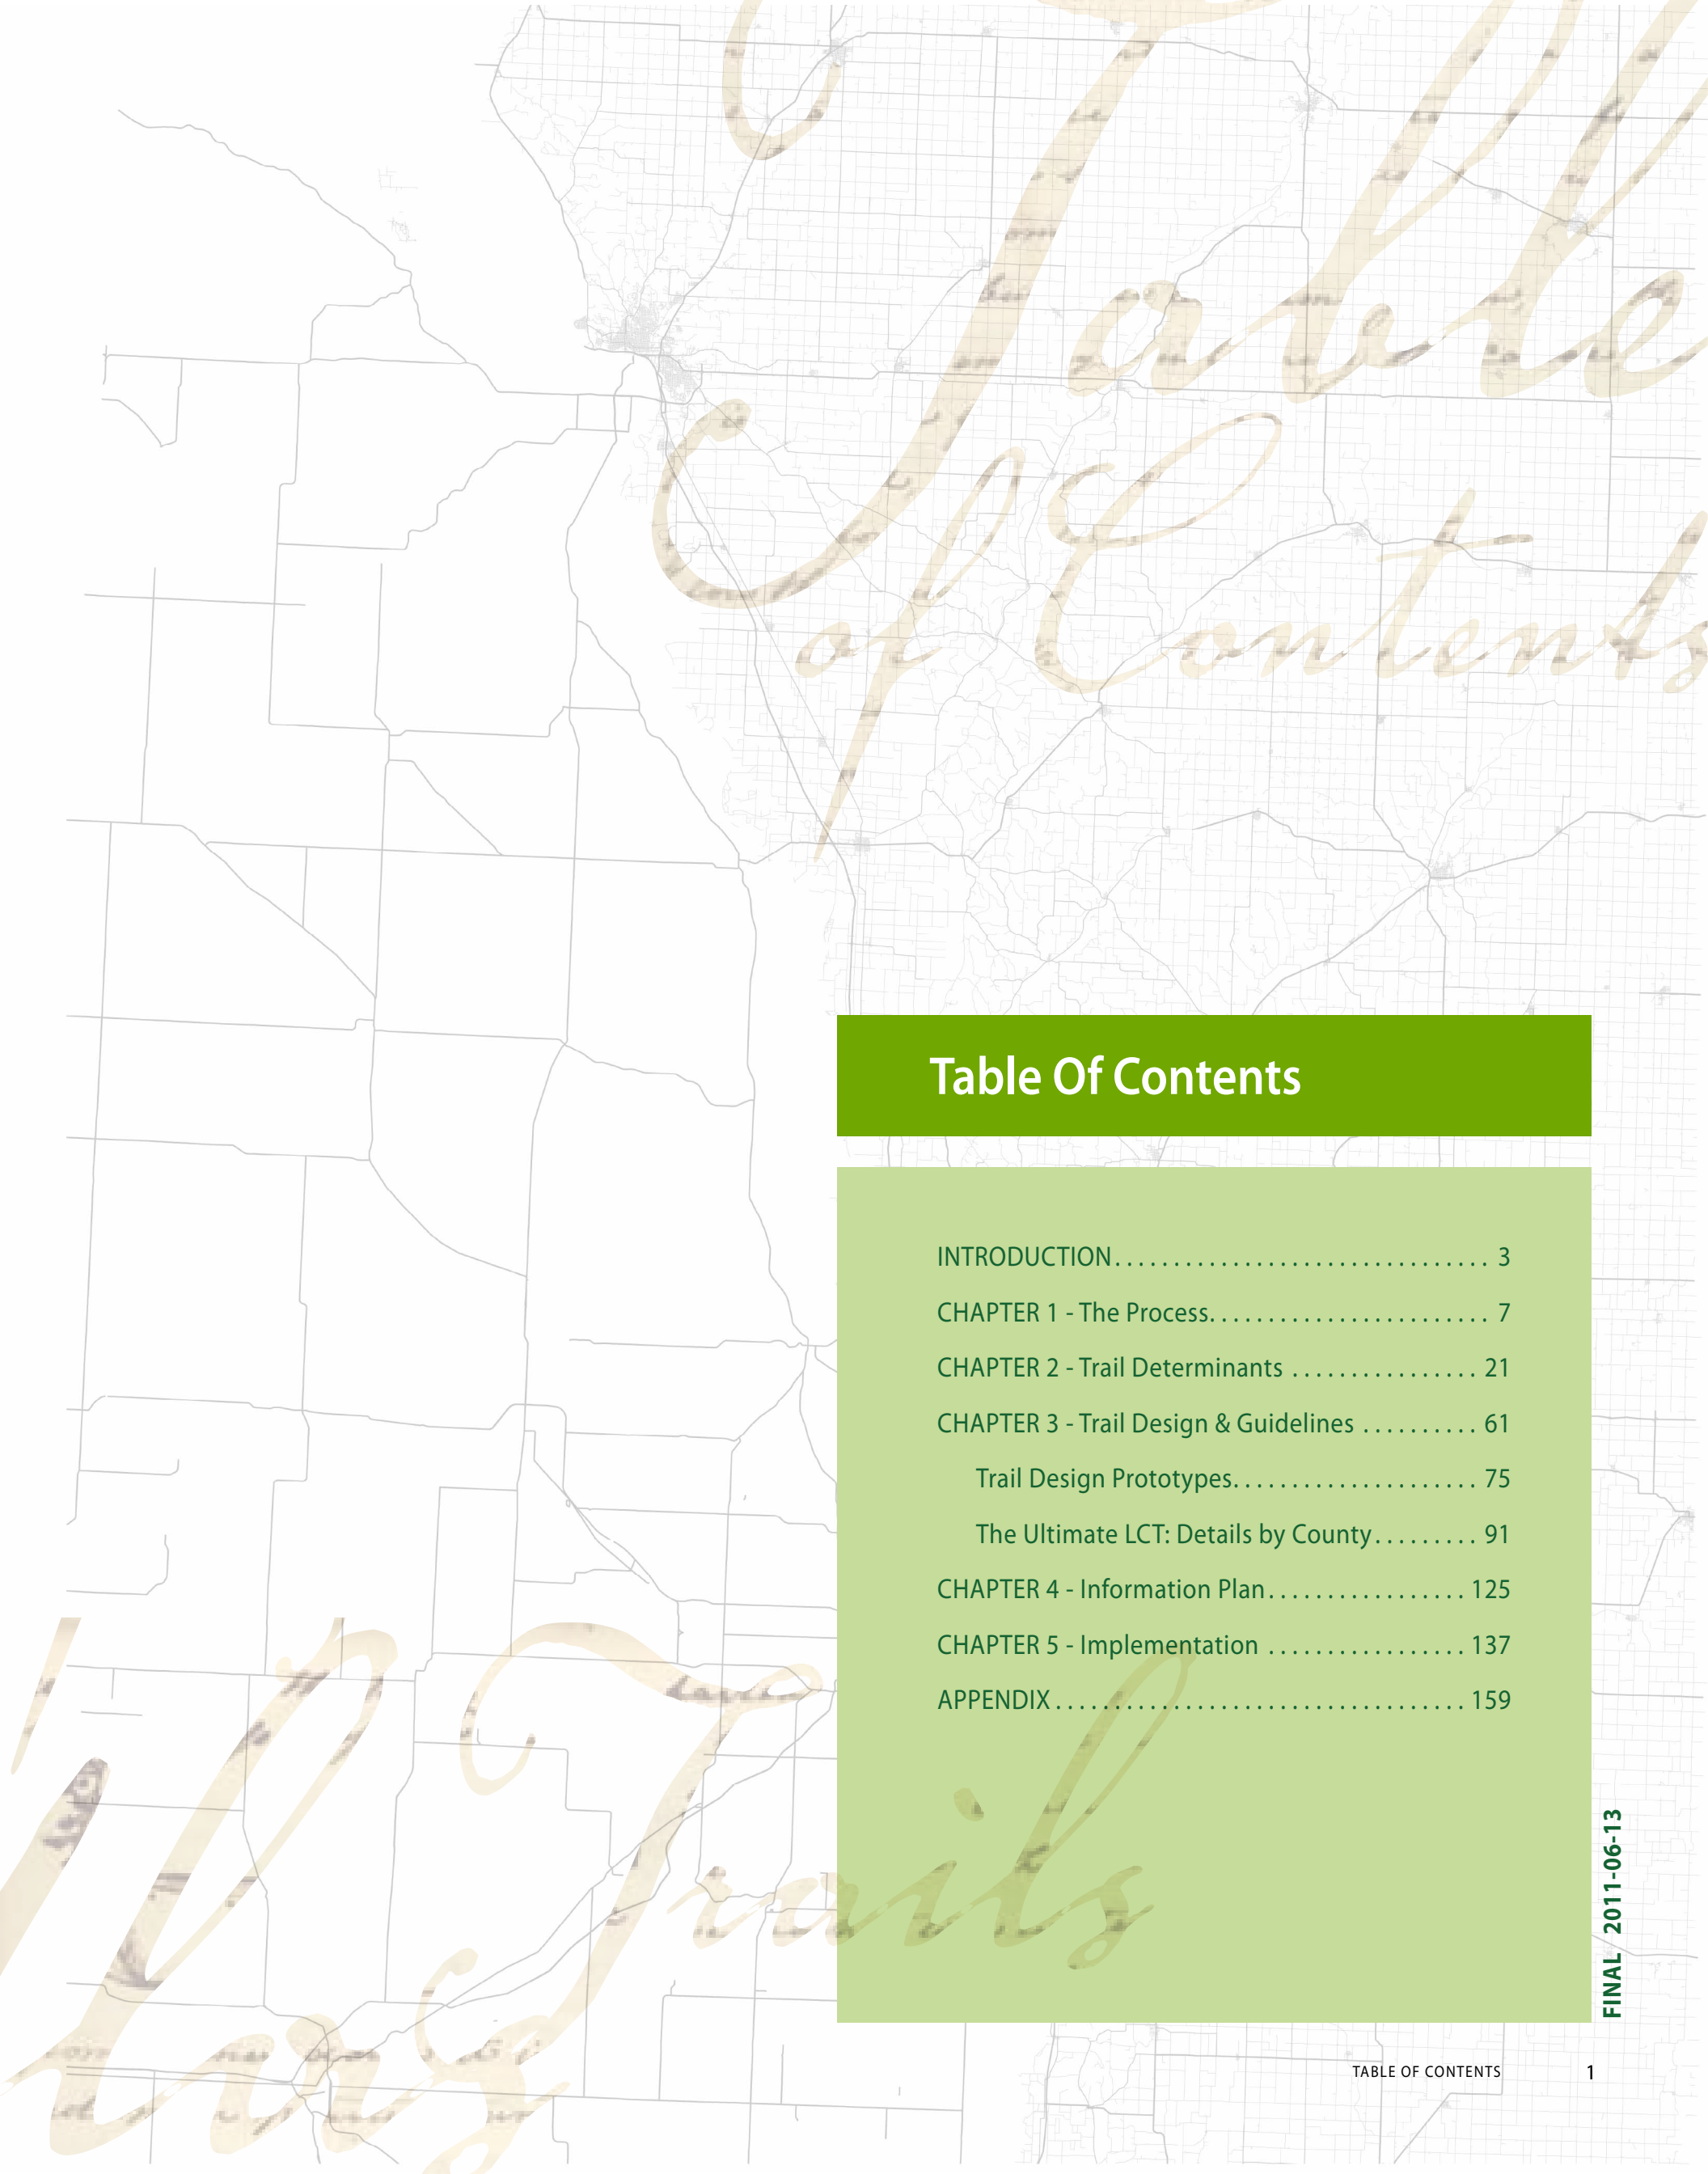 Table
of Contents
Table Of Contents
INTRODUCTION. . . . . . . . . . . . . . . . . . . . . . . . . . . . . . . . 3
CHAPTER 1 - The Process. . . . . . . . . . . . . . . . . . . . . . . . 7
CHAPTER 2 - Trail Determinants . . . . . . . . . . . . . . . . 21
CHAPTER 3 - Trail Design & Guidelines . . . . . . . . . . 61
Trail Design Prototypes. . . . . . . . . . . . . . . . . . . . . 75
The Ultimate LCT: Details by County. . . . . . . . . 91
CHAPTER 4 - Information Plan. . . . . . . . . . . . . . . . . 125
CHAPTER 5 - Implementation . . . . . . . . . . . . . . . . . 137
APPENDIX . . . . . . . . . . . . . . . . . . . . . . . . . . . . . . . . . . . 159
Trails
FINAL 2011-06-13
TABLE OF CONTENTS 1